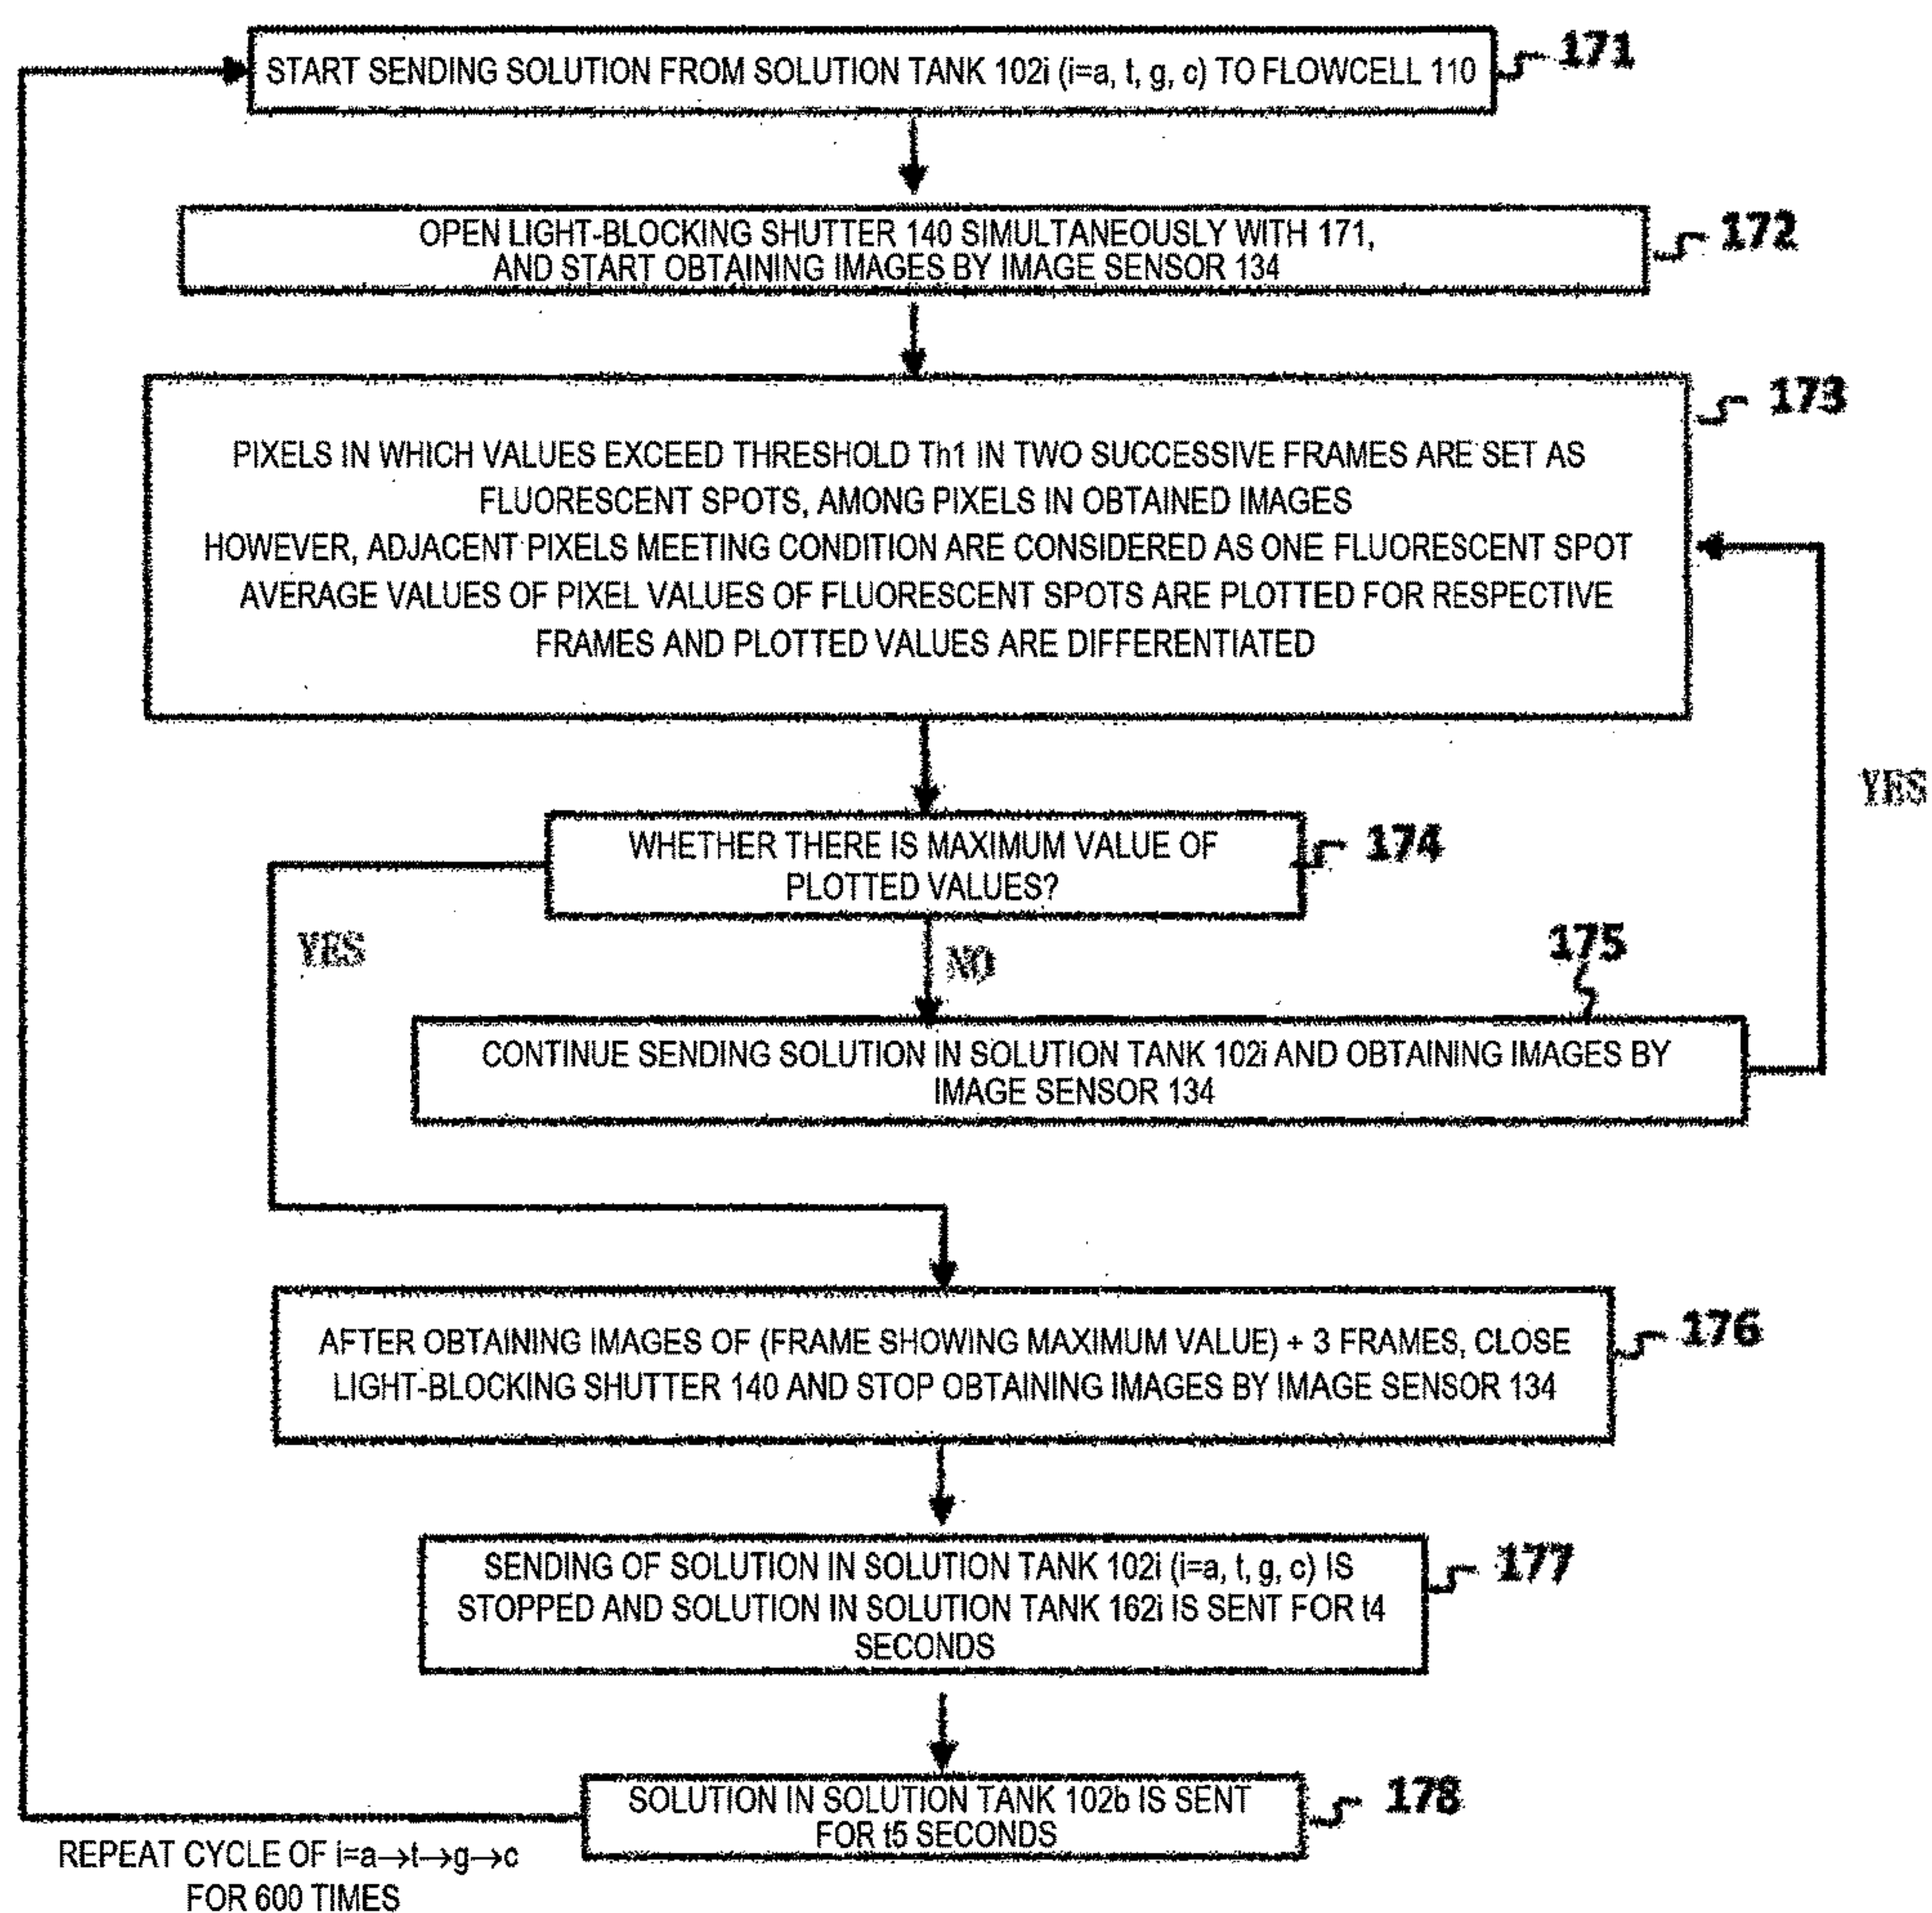 START SENDING SOLUTION FROM SOLUTION TANK 102i (i=a, t, g, c) TO FLOWCELL 110
171
OPEN LIGHT-BLOCKING SHUTTER 140 SIMULTANEOUSLY WITH 171,
AND START OBTAINING IMAGES BY IMAGE SENSOR 134
172
PIXELS IN WHICH VALUES EXCEED THRESHOLD Th1 IN TWO SUCCESSIVE FRAMES ARE SET AS
FLUORESCENT SPOTS, AMONG PIXELS IN OBTAINED IMAGES
HOWEVER, ADJACENT PIXELS MEETING CONDITION ARE CONSIDERED AS ONE FLUORESCENT SPOT
AVERAGE VALUES OF PIXEL VALUES OF FLUORESCENT SPOTS ARE PLOTTED FOR RESPECTIVE
FRAMES AND PLOTTED VALUES ARE DIFFERENTIATED
173
YES
WHETHER THERE IS MAXIMUM VALUE OF
PLOTTED VALUES?
174
YES
NO
175
CONTINUE SENDING SOLUTION IN SOLUTION TANK 102i AND OBTAINING IMAGES BY
IMAGE SENSOR 134
AFTER OBTAINING IMAGES OF (FRAME SHOWING MAXIMUM VALUE) + 3 FRAMES, CLOSE
LIGHT-BLOCKING SHUTTER 140 AND STOP OBTAINING IMAGES BY IMAGE SENSOR 134
176
SENDING OF SOLUTION IN SOLUTION TANK 102i (i=a, t, g, c) IS
STOPPED AND SOLUTION IN SOLUTION TANK 162i IS SENT FOR t4
SECONDS
177
SOLUTION IN SOLUTION TANK 102b IS SENT
FOR t5 SECONDS
178
REPEAT CYCLE OF i=a→t→g→c
FOR 600 TIMES